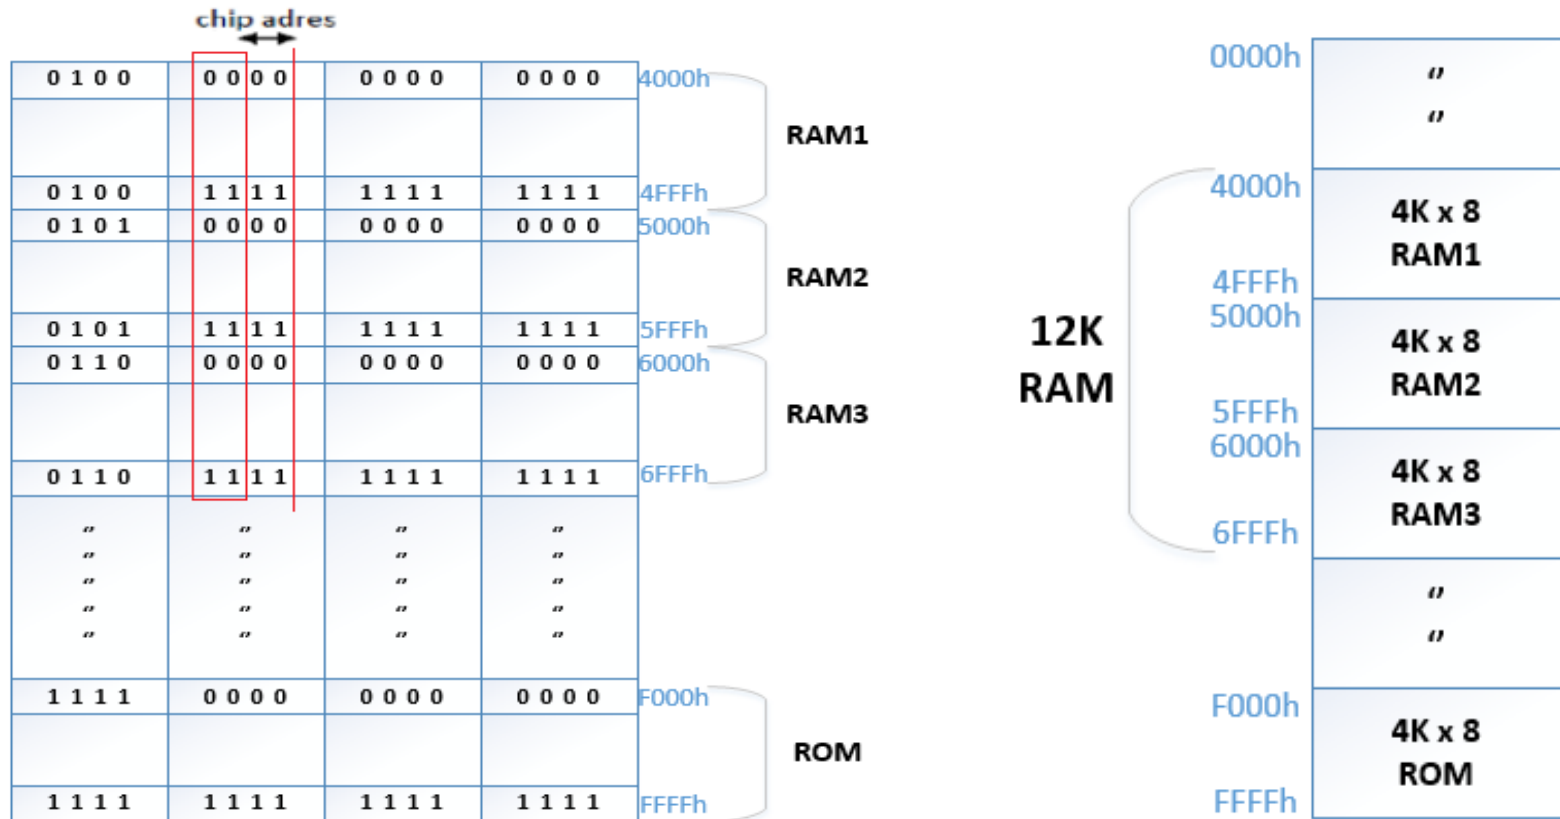 chip adres
0 1 0 0 0 0 0 0 0 0 0 0 0 0 0 0 4000h
RAM1
0 1 0 0 1 1 1 1 1 1 1 1 1 1 1 1 4FFFh
0 1 0 1 0 0 0 0 0 0 0 0 0 0 0 0 5000h
RAM2
0 1 0 1 1 1 1 1 1 1 1 1 1 1 1 1 5FFFh
0 1 1 0 0 0 0 0 0 0 0 0 0 0 0 0 6000h
RAM3
0 1 1 0 1 1 1 1 1 1 1 1 1 1 1 1 6FFFh
" " " "
" " " "
" " " "
" " " "
" " " "
1 1 1 1 0 0 0 0 0 0 0 0 0 0 0 0 F000h
ROM
1 1 1 1 1 1 1 1 1 1 1 1 1 1 1 1 FFFFh
12K
RAM
0000h
"
"
4000h
4K x 8
RAM1
4FFFh
5000h
4K x 8
RAM2
5FFFh
6000h
4K x 8
RAM3
6FFFh
"
"
F000h
4K x 8
ROM
FFFFh